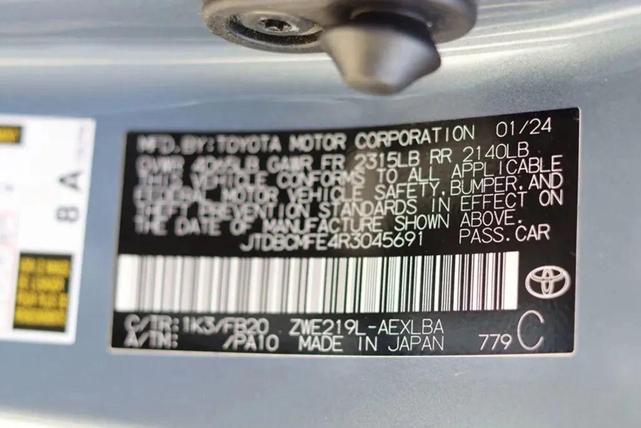 MFD.BY:TOYOTA MOTOR CORPORATION 01/24
GVWR 4045LB GAWR FR 2315LB RR 2140LB
THIS VEHICLE CONFORMS TO ALL APPLICABLE
FEDERAL MOTOR VEHICLE SAFETY,BUMPER,AND
THEFT PREVENTION STANDARDS IN EFFECT ON
THE DATE OF MANUFACTURE SHOWN ABOVE.
JTDBCMFE4R3045691 PASS.CAR
C/TR:1K3/FB20 ZWE219L-AEXLBA
A/TM: /PA10 MADE IN JAPAN 779 C
8 A